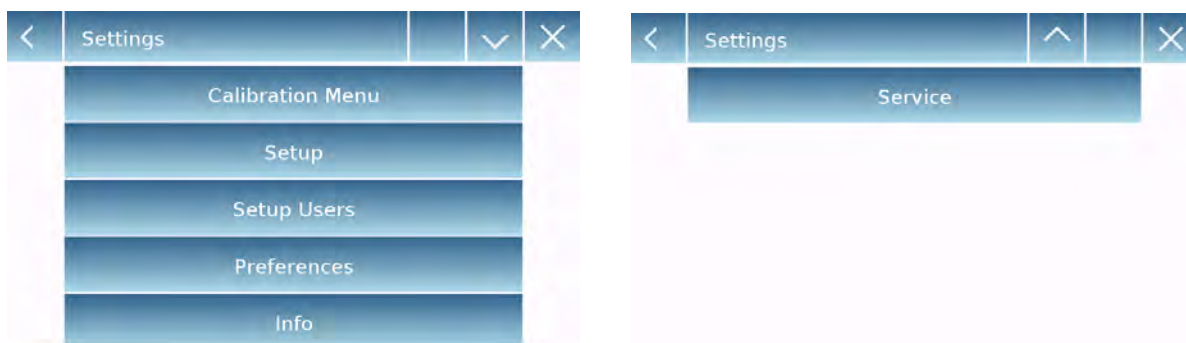 Settings
Calibration Menu
Setup
Setup Users
Preferences
Info
Settings
Service